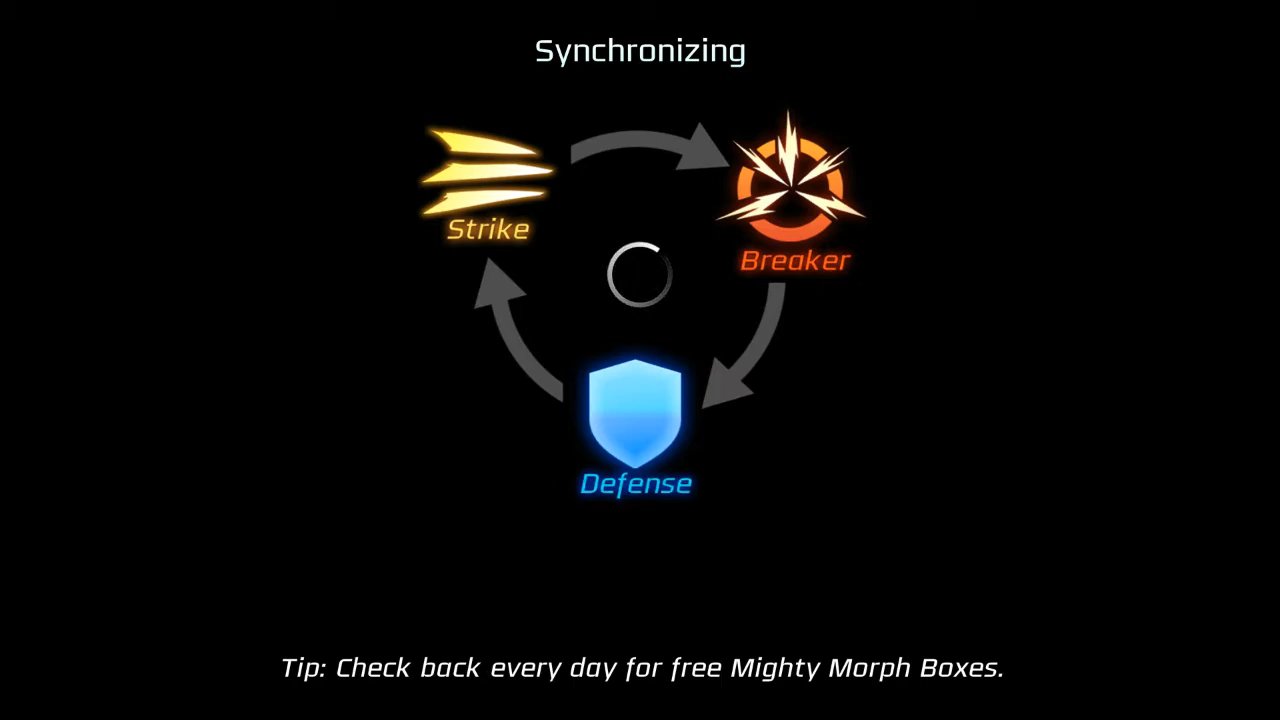 Synchronizing
Strike
Breaker
Defense
Tip: Check back every day for free Mighty Morph Boxes.